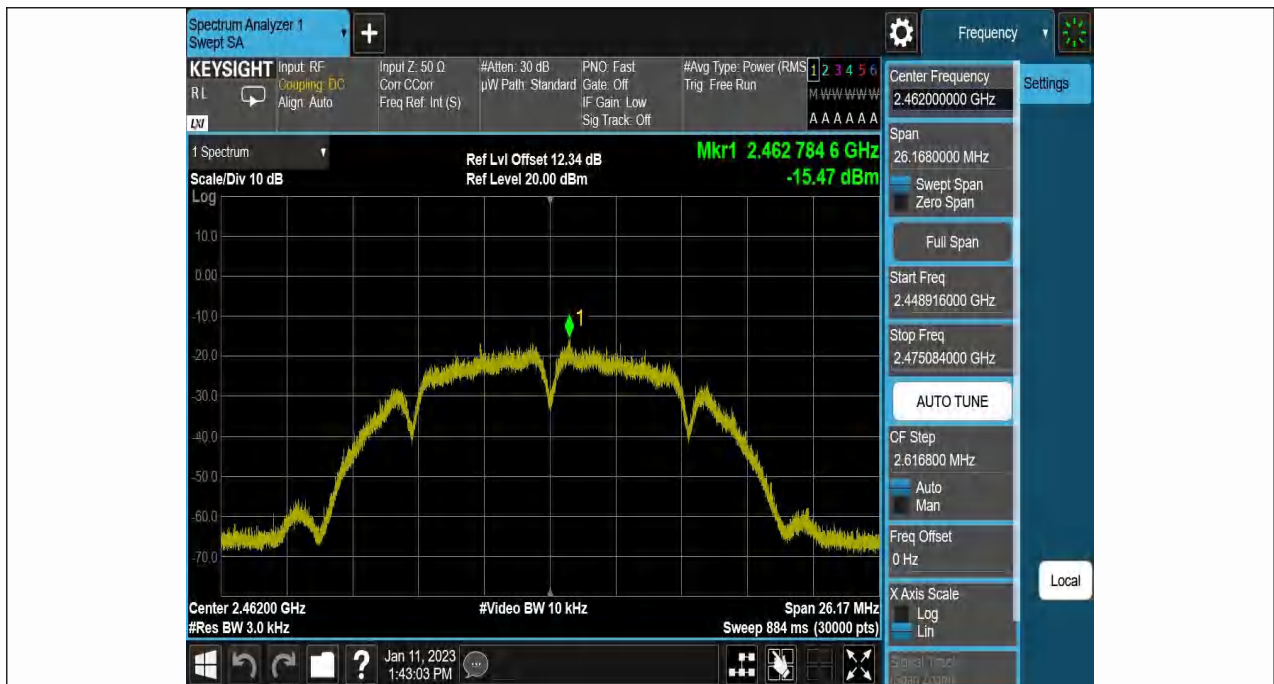 Spectrum Analyzer 1
Swept SA
+
Frequency
KEYSIGHT
RL
LXI
Input: RF
Coupling: DC
Align: Auto
Input Z: 50 Ω
Corr CCorr
Freq Ref: Int (S)
#Atten: 30 dB
µW Path: Standard
PNO: Fast
Gate: Off
IF Gain: Low
Sig Track: Off
#Avg Type: Power (RMS
Trig: Free Run
1 2 3 4 5 6
M W W W W W
A A A A A A
Center Frequency
2.462000000 GHz
Settings
Span
26.1680000 MHz
Swept Span
Zero Span
Full Span
Start Freq
2.448916000 GHz
Stop Freq
2.475084000 GHz
AUTO TUNE
CF Step
2.616800 MHz
Auto
Man
Freq Offset
0 Hz
X Axis Scale
Log
Lin
Signal Track
(Span Zoom)
Local
1 Spectrum
Scale/Div 10 dB
Log
Ref Lvl Offset 12.34 dB
Ref Level 20.00 dBm
Mkr1 2.462 784 6 GHz
-15.47 dBm
10.0
0.00
-10.0
-20.0
-30.0
-40.0
-50.0
-60.0
-70.0
1
Center 2.46200 GHz
#Res BW 3.0 kHz
#Video BW 10 kHz
Span 26.17 MHz
Sweep 884 ms (30000 pts)
?
Jan 11, 2023
1:43:03 PM